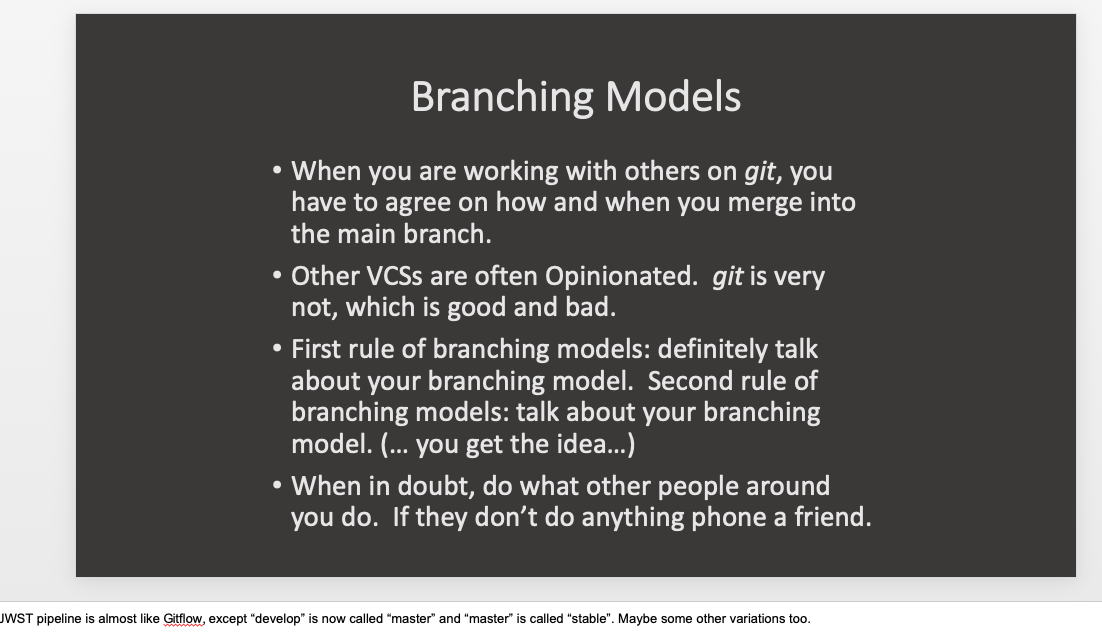 Branching Models
• When you are working with others on git, you
have to agree on how and when you merge into
the main branch.
• Other VCSs are often Opinionated.  git is very
not, which is good and bad.
• First rule of branching models: definitely talk
about your branching model.  Second rule of
branching models: talk about your branching
model. (… you get the idea…)
• When in doubt, do what other people around
you do.  If they don’t do anything phone a friend.
JWST pipeline is almost like Gitflow, except “develop” is now called “master” and “master” is called “stable”. Maybe some other variations too.